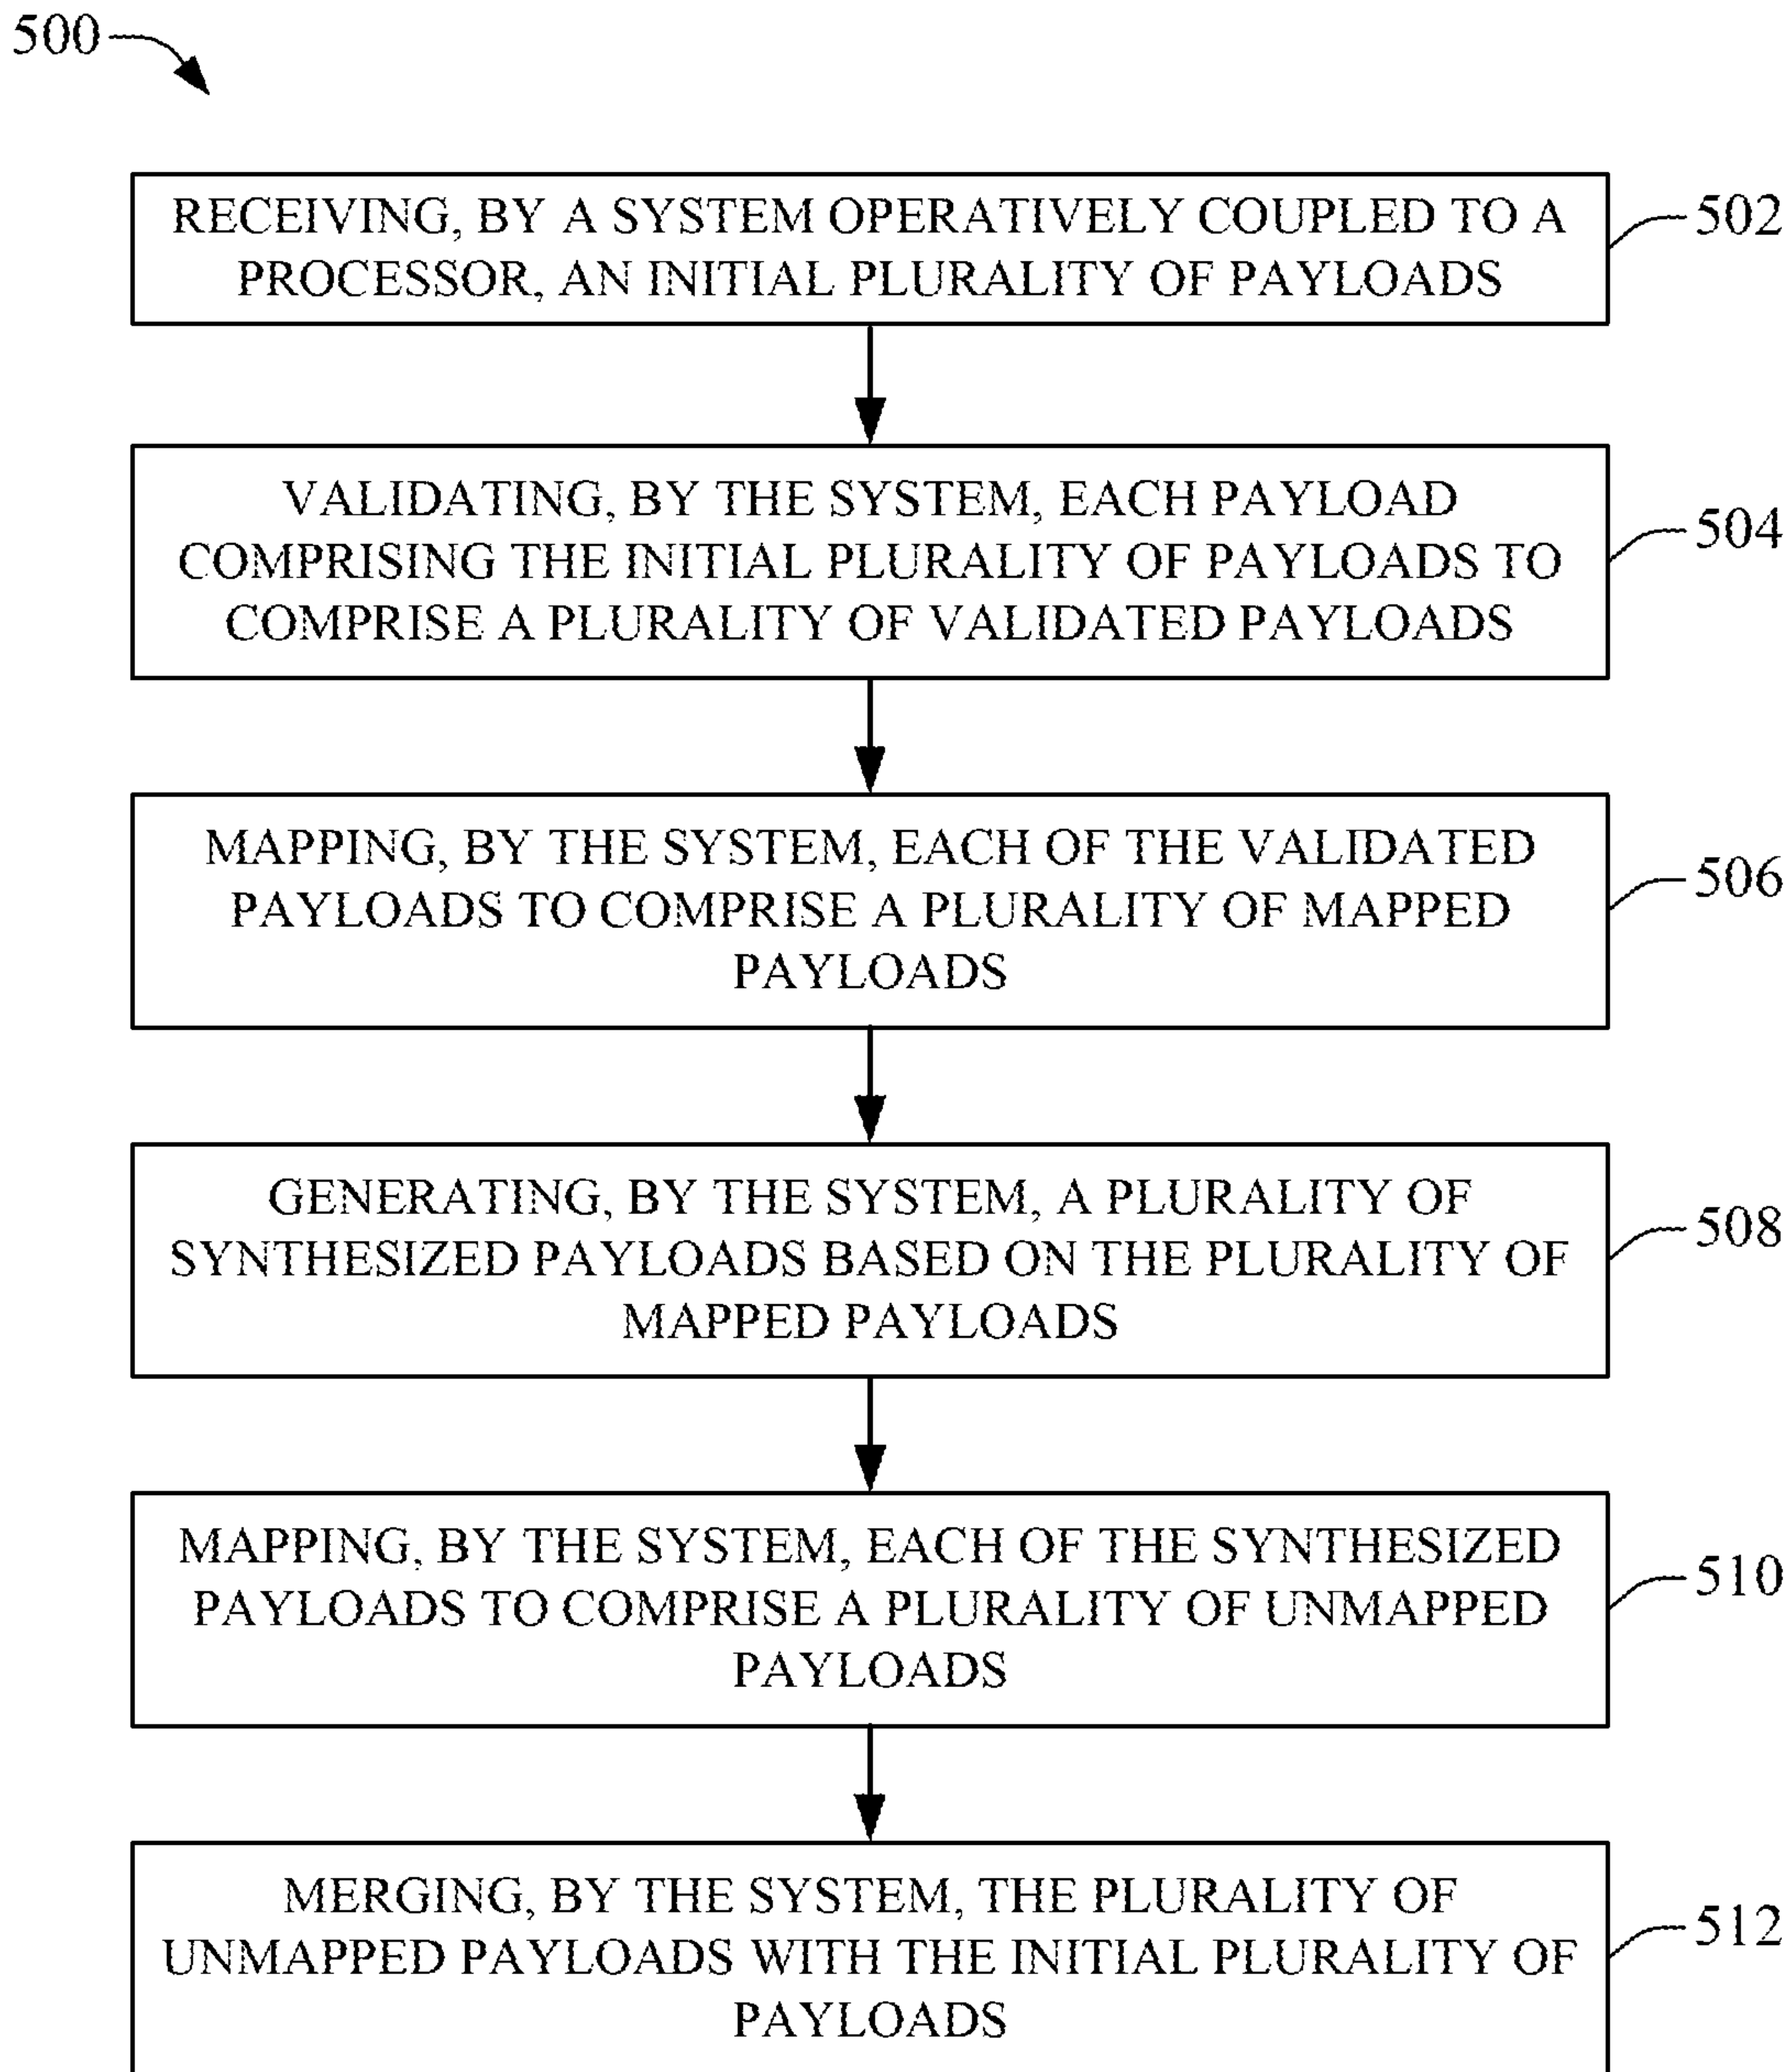 500
RECEIVING, BY A SYSTEM OPERATIVELY COUPLED TO A
PROCESSOR, AN INITIAL PLURALITY OF PAYLOADS
502
VALIDATING, BY THE SYSTEM, EACH PAYLOAD
COMPRISING THE INITIAL PLURALITY OF PAYLOADS TO
COMPRISE A PLURALITY OF VALIDATED PAYLOADS
504
MAPPING, BY THE SYSTEM, EACH OF THE VALIDATED
PAYLOADS TO COMPRISE A PLURALITY OF MAPPED
PAYLOADS
506
GENERATING, BY THE SYSTEM, A PLURALITY OF
SYNTHESIZED PAYLOADS BASED ON THE PLURALITY OF
MAPPED PAYLOADS
508
MAPPING, BY THE SYSTEM, EACH OF THE SYNTHESIZED
PAYLOADS TO COMPRISE A PLURALITY OF UNMAPPED
PAYLOADS
510
MERGING, BY THE SYSTEM, THE PLURALITY OF
UNMAPPED PAYLOADS WITH THE INITIAL PLURALITY OF
PAYLOADS
512